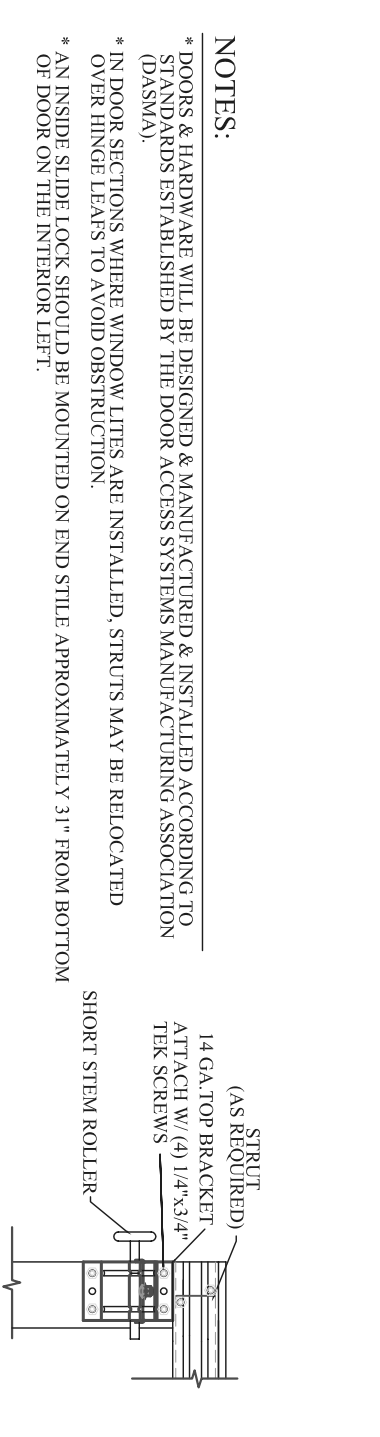 NOTES:
* DOORS & HARDWARE WILL BE DESIGNED & MANUFACTURED & INSTALLED ACCORDING TO
STANDARDS ESTABLISHED BY THE DOOR ACCESS SYSTEMS MANUFACTURING ASSOCIATION
(DASMA).
* IN DOOR SECTIONS WHERE WINDOW LITES ARE INSTALLED, STRUTS MAY BE RELOCATED
OVER HINGE LEAFS TO AVOID OBSTRUCTION.
* AN INSIDE SLIDE LOCK SHOULD BE MOUNTED ON END STILE APPROXIMATELY 31" FROM BOTTOM
OF DOOR ON THE INTERIOR LEFT.
STRUT
(AS REQUIRED)
14 GA.TOP BRACKET
ATTACH W/ (4) 1/4"x3/4"
TEK SCREWS
SHORT STEM ROLLER